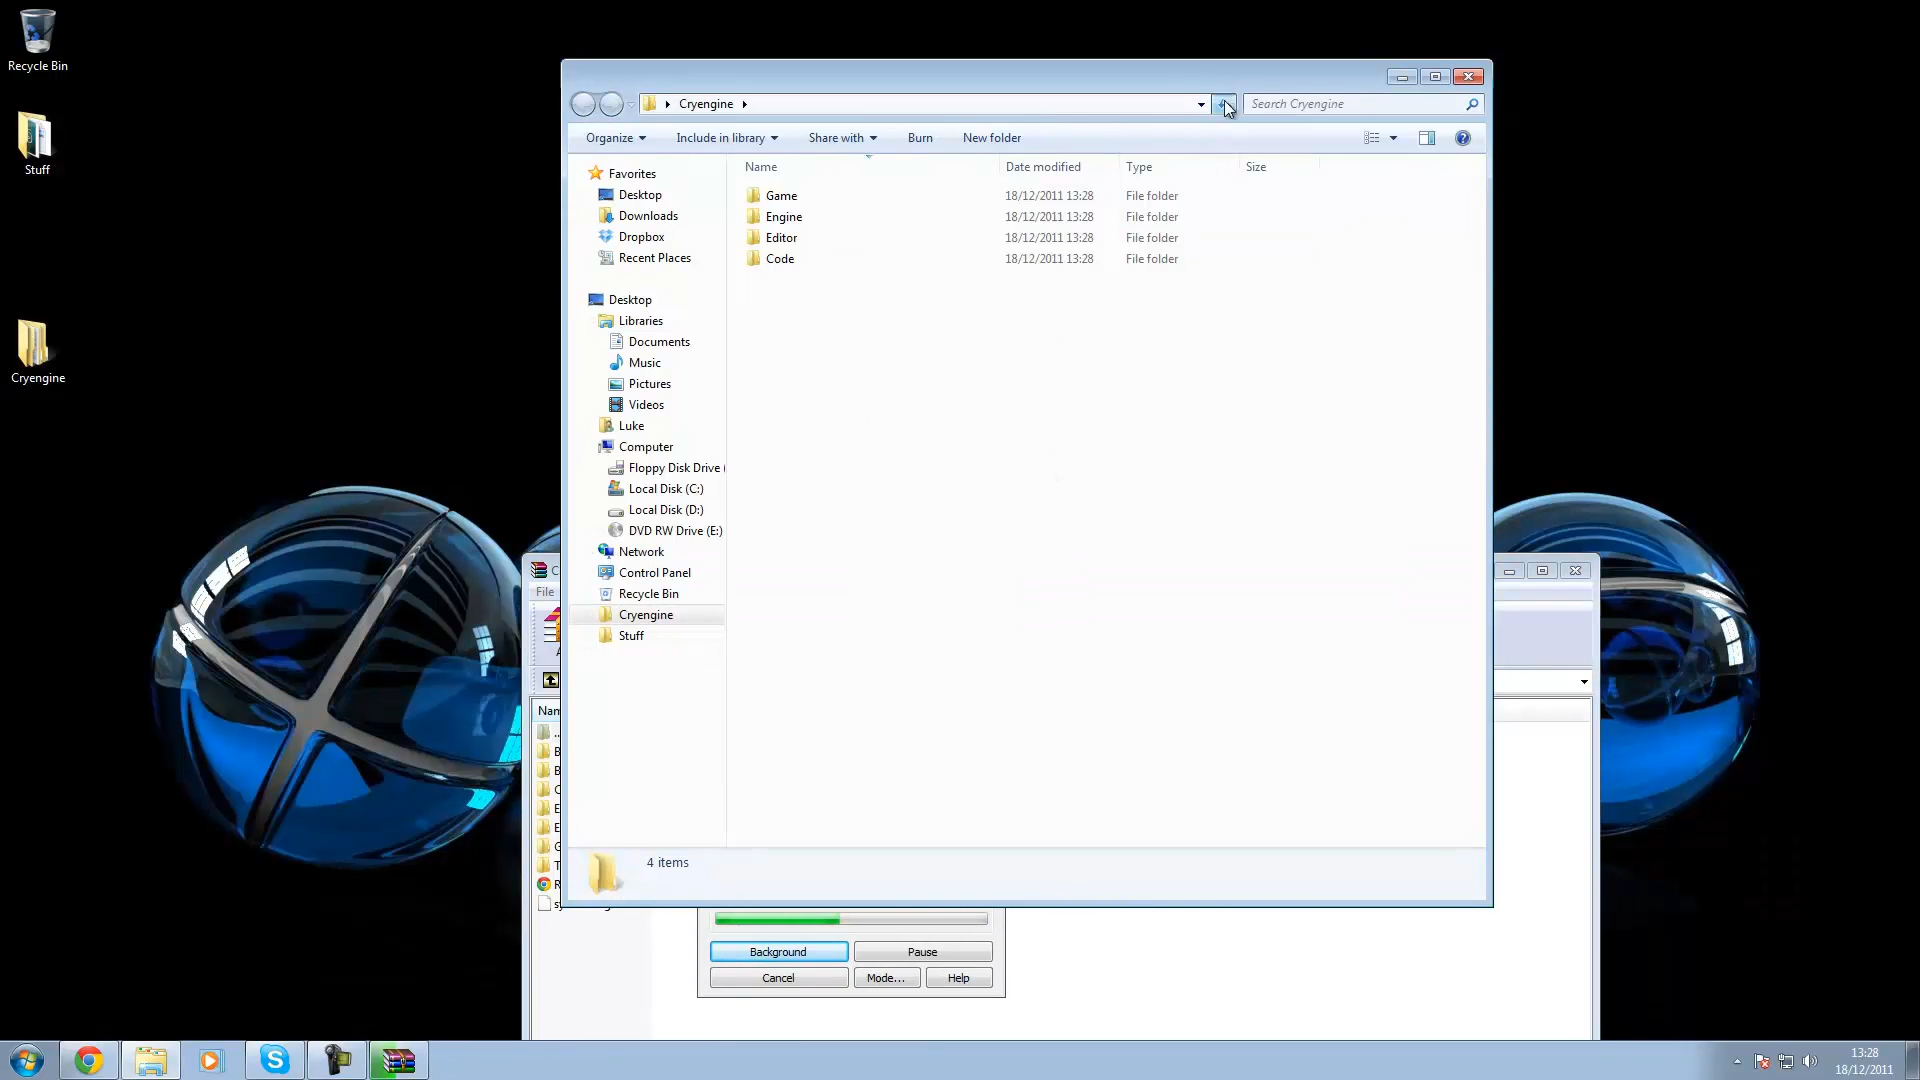 Recycle Bin
Stuff
Cryengine
Cryengine
Search Cryengine
Organize
Include in library
Share with
Burn
New folder
Name Date modified Type Size
Game 18/12/2011 13:28 File folder
Engine 18/12/2011 13:28 File folder
Editor 18/12/2011 13:28 File folder
Code 18/12/2011 13:28 File folder
Favorites
Desktop
Downloads
Dropbox
Recent Places
Desktop
Libraries
Documents
Music
Pictures
Videos
Luke
Computer
Floppy Disk Drive (
Local Disk (C:)
Local Disk (D:)
DVD RW Drive (E:)
Network
Control Panel
Recycle Bin
Cryengine
Stuff
4 items
File
Background Pause
Cancel Mode... Help
13:28
18/12/2011